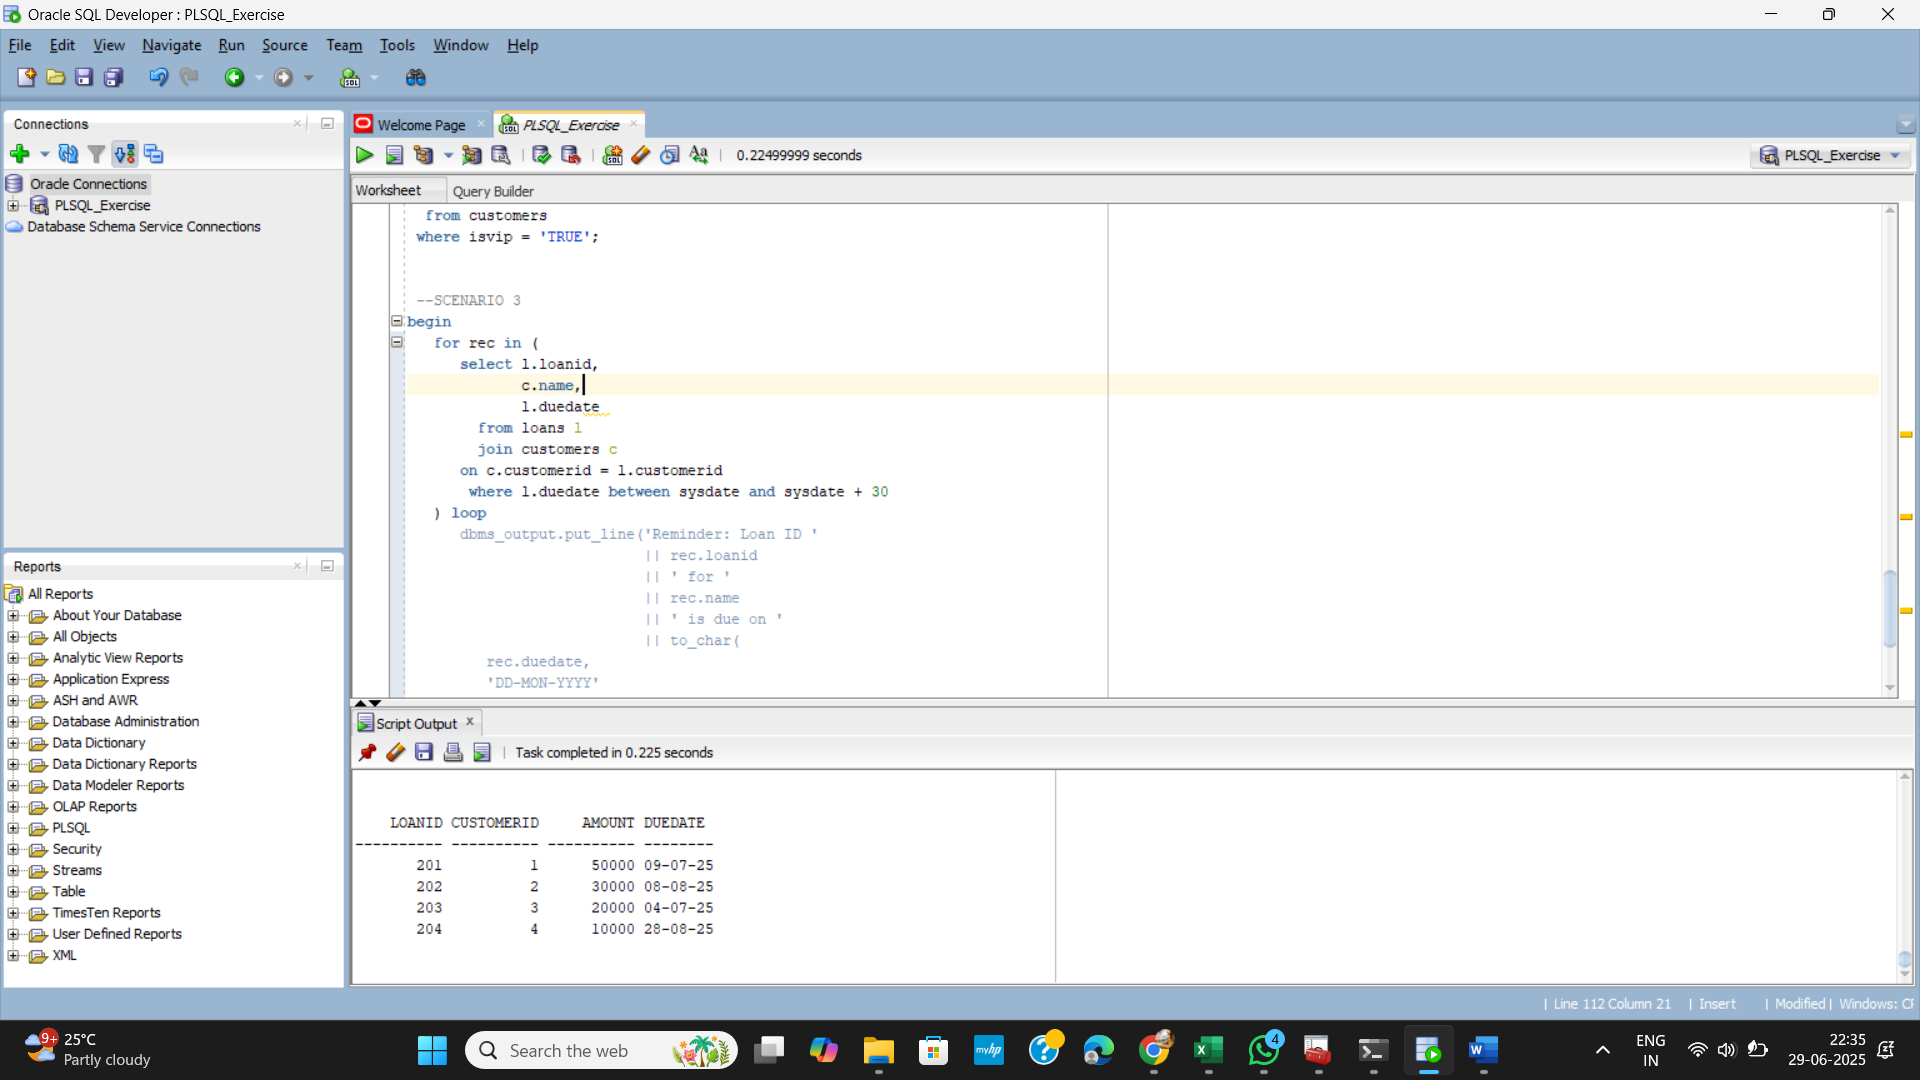 Oracle SQL Developer : PLSQL_Exercise
File Edit View Navigate Run Source Team Tools Window Help
Connections
Oracle Connections
PLSQL_Exercise
Database Schema Service Connections
Reports
All Reports
About Your Database
All Objects
Analytic View Reports
Application Express
ASH and AWR
Database Administration
Data Dictionary
Data Dictionary Reports
Data Modeler Reports
OLAP Reports
PLSQL
Security
Streams
Table
TimesTen Reports
User Defined Reports
XML
Welcome Page
PLSQL_Exercise
0.22499999 seconds
PLSQL_Exercise
Worksheet
Query Builder
from customers
where isvip = 'TRUE';
--SCENARIO 3
begin
for rec in (
select l.loanid,
c.name,
l.duedate
from loans l
join customers c
on c.customerid = l.customerid
where l.duedate between sysdate and sysdate + 30
) loop
dbms_output.put_line('Reminder: Loan ID '
|| rec.loanid
|| ' for '
|| rec.name
|| ' is due on '
|| to_char(
rec.duedate,
'DD-MON-YYYY'
Script Output
Task completed in 0.225 seconds
LOANID CUSTOMERID AMOUNT DUEDATE
---------- ---------- ---------- --------
201 1 50000 09-07-25
202 2 30000 08-08-25
203 3 20000 04-07-25
204 4 10000 28-08-25
| Line 112 Column 21 | Insert | Modified | Windows: CF
9+
25°C
Partly cloudy
Search the web
myhp
4
ENG
IN
22:35
29-06-2025